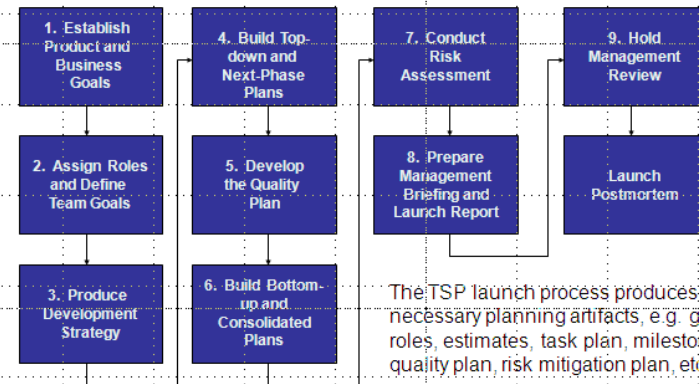 1. Establish
Product and
Business
Goals
2. Assign Roles
and Define
Team Goals
3. Produce
Development
Strategy
4. Build Top-
down and
Next-Phase
Plans
5. Develop
the Quality
Plan
6. Build Bottom-
up and
Consolidated
Plans
7. Conduct
Risk
Assessment
8. Prepare
Management
Briefing and
Launch Report
9. Hold
Management
Review
Launch
Postmortem
The TSP launch process produces
necessary planning artifacts, e.g. g
roles, estimates, task plan, milesto
quality plan, risk mitigation plan, et